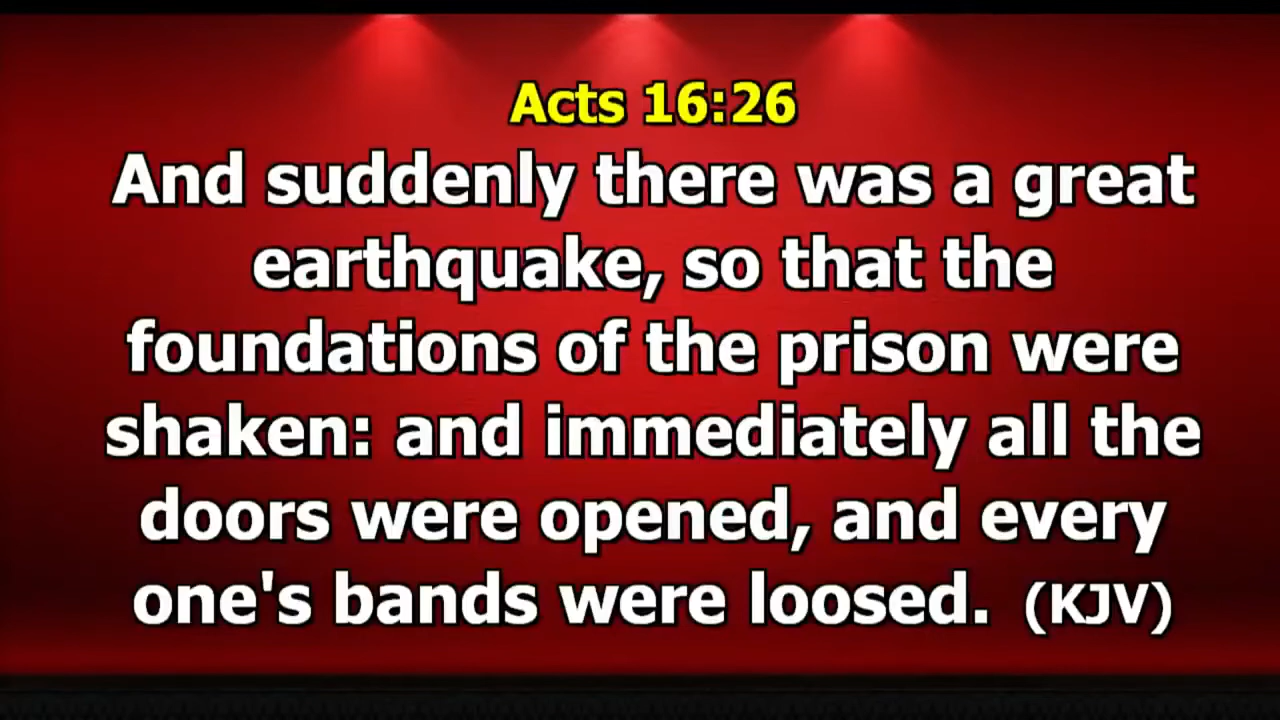 Acts 16:26
And suddenly there was a great
earthquake, so that the
foundations of the prison were
shaken: and immediately all the
doors were opened, and every
one's bands were loosed. (KJV)